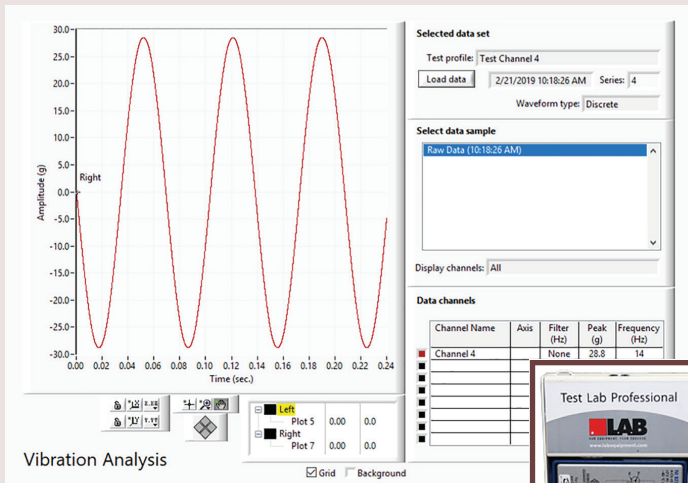 30.0
25.0
20.0
15.0
10.0
5.0
0.0
-5.0
-10.0
-15.0
-20.0
-25.0
-30.0
Amplitude (g)
Right
0.00 0.02 0.04 0.06 0.08 0.10 0.12 0.14 0.16 0.18 0.20 0.22 0.24
Time (sec.)
Left
Plot 5 0.00 0.0
Right
Plot 7 0.00 0.0
Vibration Analysis
Grid Background
Selected data set
Test profile: Test Channel 4
Load data 2/21/2019 10:18:26 AM Series: 4
Waveform type: Discrete
Select data sample
Raw Data (10:18:26 AM)
Display channels: All
Data channels
Channel Name Axis Filter (Hz) Peak (g) Frequency (Hz)
Channel 4 None 28.8 14
Test Lab Professional
LAB
www.labequipment.com